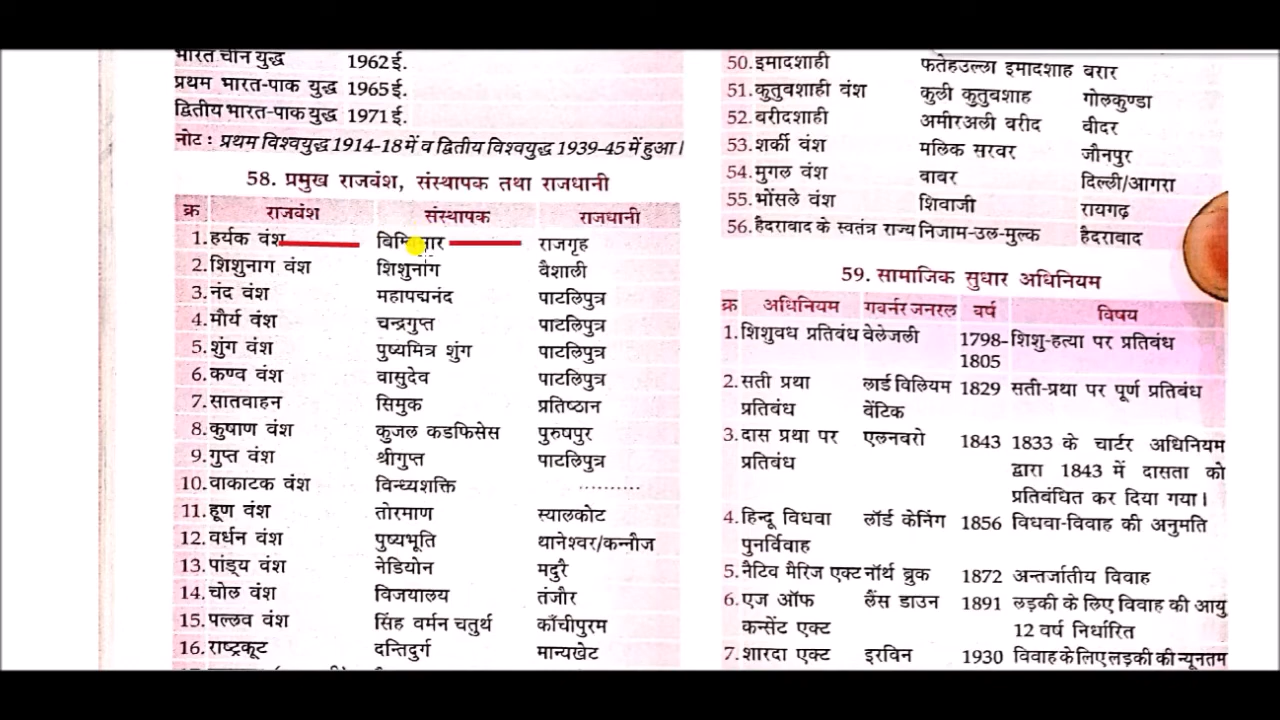 भारत चीन युद्ध 1962 ई.
प्रथम भारत-पाक युद्ध 1965 ई.
द्वितीय भारत-पाक युद्ध 1971 ई.
नोट : प्रथम विश्वयुद्ध 1914-18 में व द्वितीय विश्वयुद्ध 1939-45 में हुआ।
58. प्रमुख राजवंश, संस्थापक तथा राजधानी
क्र राजवंश संस्थापक राजधानी
1. हर्यक वंश बिम्बिसार राजगृह
2. शिशुनाग वंश शिशुनाग वैशाली
3. नंद वंश महापद्मनंद पाटलिपुत्र
4. मौर्य वंश चन्द्रगुप्त पाटलिपुत्र
5. शुंग वंश पुष्यमित्र शुंग पाटलिपुत्र
6. कण्व वंश वासुदेव पाटलिपुत्र
7. सातवाहन सिमुक प्रतिष्ठान
8. कुषाण वंश कुजल कडफिसेस पुरुषपुर
9. गुप्त वंश श्रीगुप्त पाटलिपुत्र
10. वाकाटक वंश विन्ध्यशक्ति ..........
11. हूण वंश तोरमाण स्यालकोट
12. वर्धन वंश पुष्यभूति थानेश्वर/कन्नौज
13. पांड्य वंश नेडियोन मदुरै
14. चोल वंश विजयालय तंजौर
15. पल्लव वंश सिंह वर्मन चतुर्थ काँचीपुरम
16. राष्ट्रकूट दन्तिदुर्ग मान्यखेट
50. इमादशाही फतेहउल्ला इमादशाह बरार
51. कुतुबशाही वंश कुली कुतुबशाह गोलकुण्डा
52. बरीदशाही अमीरअली बरीद बीदर
53. शर्की वंश मलिक सरवर जौनपुर
54. मुगल वंश बाबर दिल्ली/आगरा
55. भोंसले वंश शिवाजी रायगढ़
56. हैदराबाद के स्वतंत्र राज्य निजाम-उल-मुल्क हैदराबाद
59. सामाजिक सुधार अधिनियम
क्र अधिनियम गवर्नर जनरल वर्ष विषय
1. शिशुवध प्रतिबंध वेलेजली 1798- शिशु-हत्या पर प्रतिबंध
1805
2. सती प्रथा लार्ड विलियम 1829 सती-प्रथा पर पूर्ण प्रतिबंध
प्रतिबंध बेंटिक
3. दास प्रथा पर एलनबरो 1843 1833 के चार्टर अधिनियम
प्रतिबंध द्वारा 1843 में दासता को
प्रतिबंधित कर दिया गया।
4. हिन्दू विधवा लॉर्ड केनिंग 1856 विधवा-विवाह की अनुमति
पुनर्विवाह
5. नैटिव मैरिज एक्ट नॉर्थ ब्रुक 1872 अन्तर्जातीय विवाह
6. एज ऑफ लैंस डाउन 1891 लड़की के लिए विवाह की आयु
कन्सेंट एक्ट 12 वर्ष निर्धारित
7. शारदा एक्ट इरविन 1930 विवाह के लिए लड़की की न्यूनतम